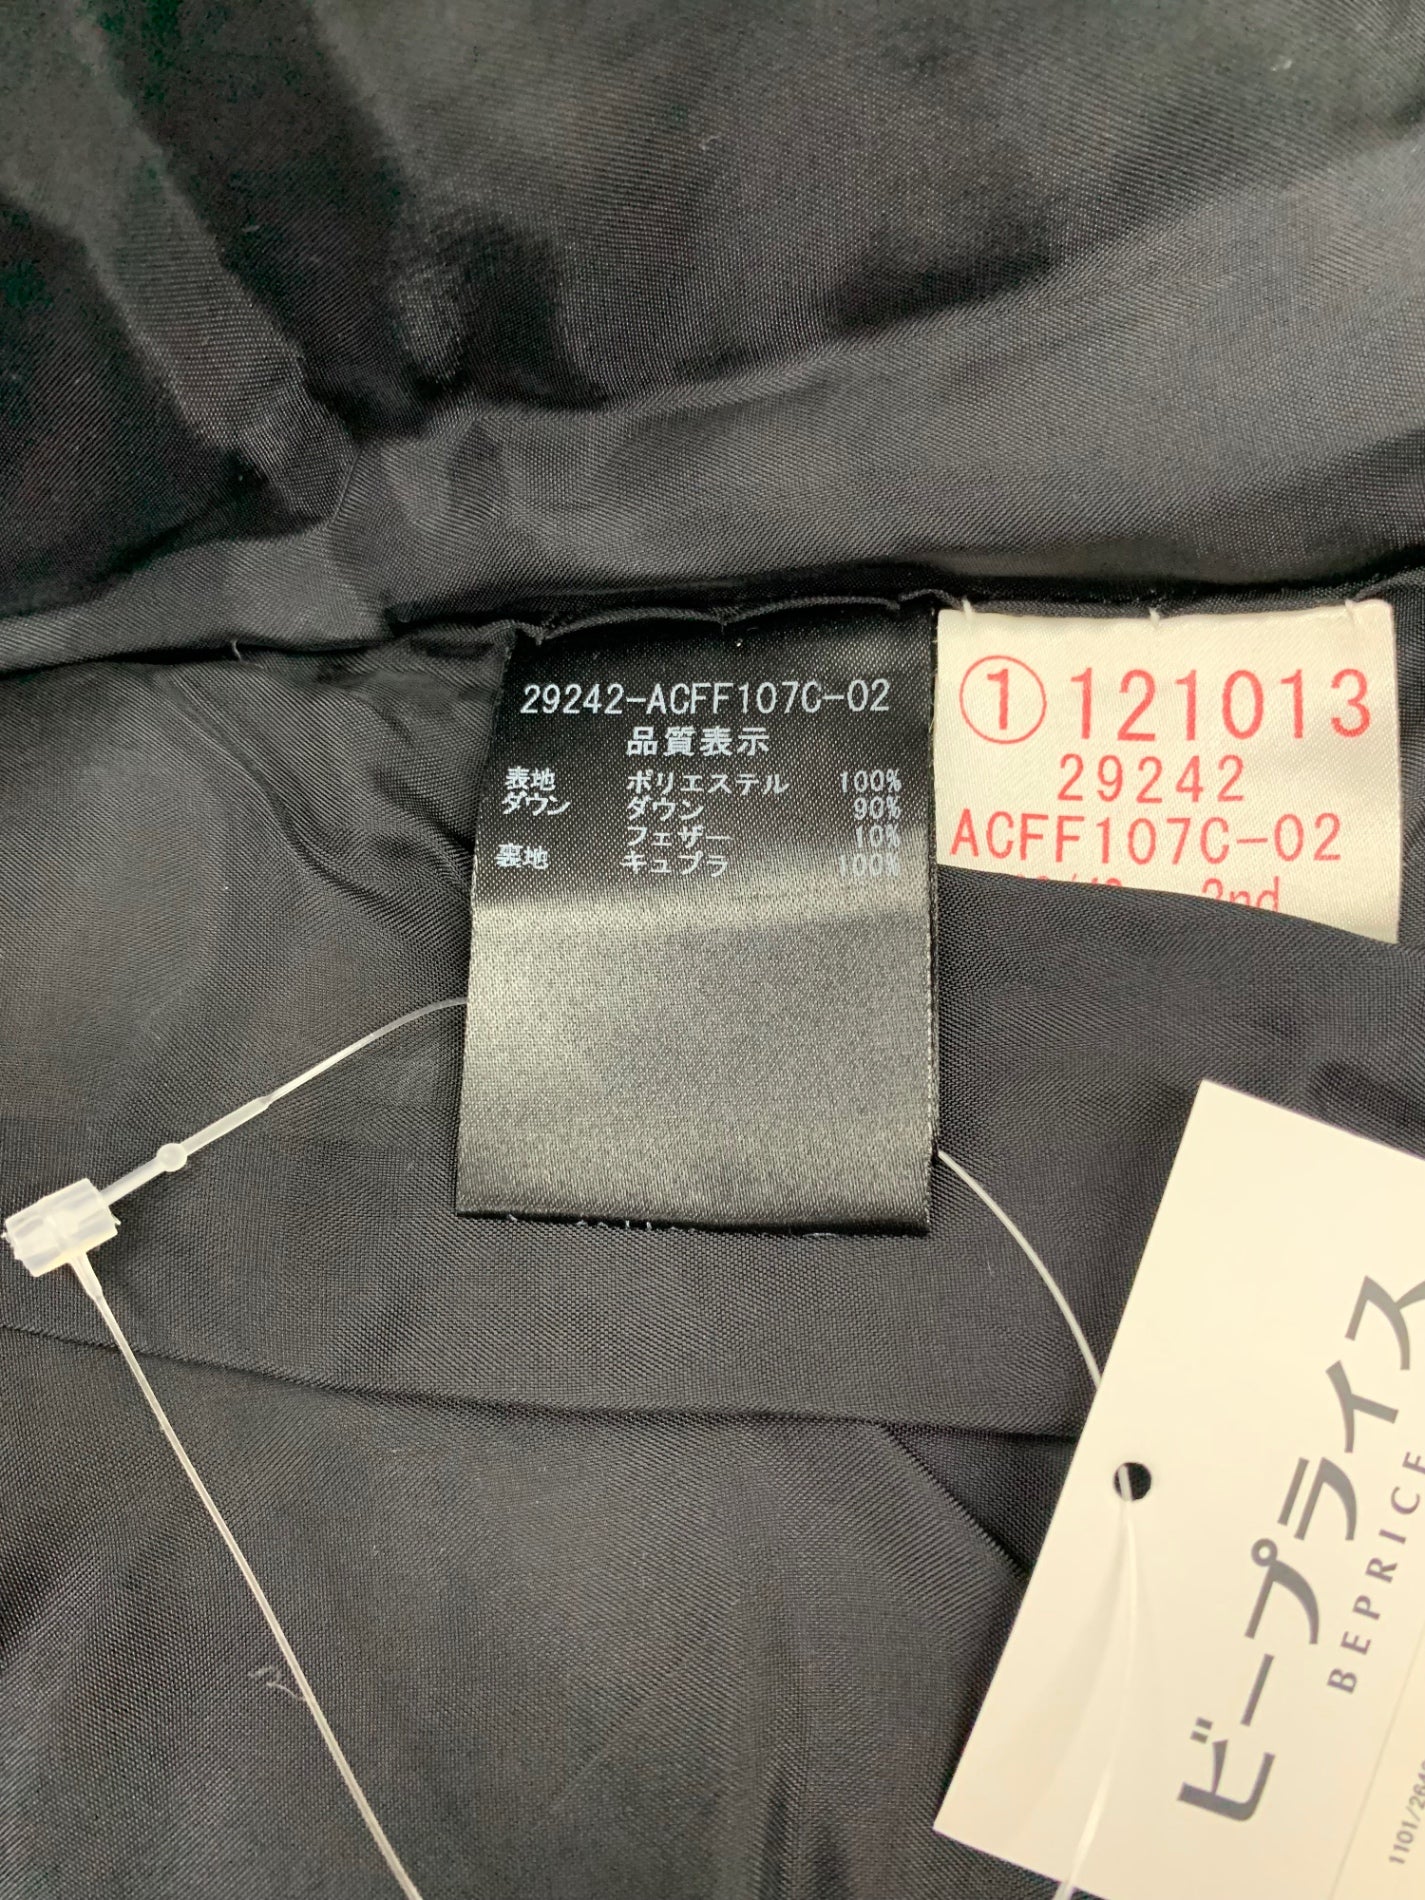 29242-ACFF107C-02
品質表示
表地 ポリエステル 100%
ダウン ダウン 90%
フェザー 10%
裏地 キュプラ 100%
① 121013
29242
ACFF107C-02
2nd
ビープライス
BEPRICE